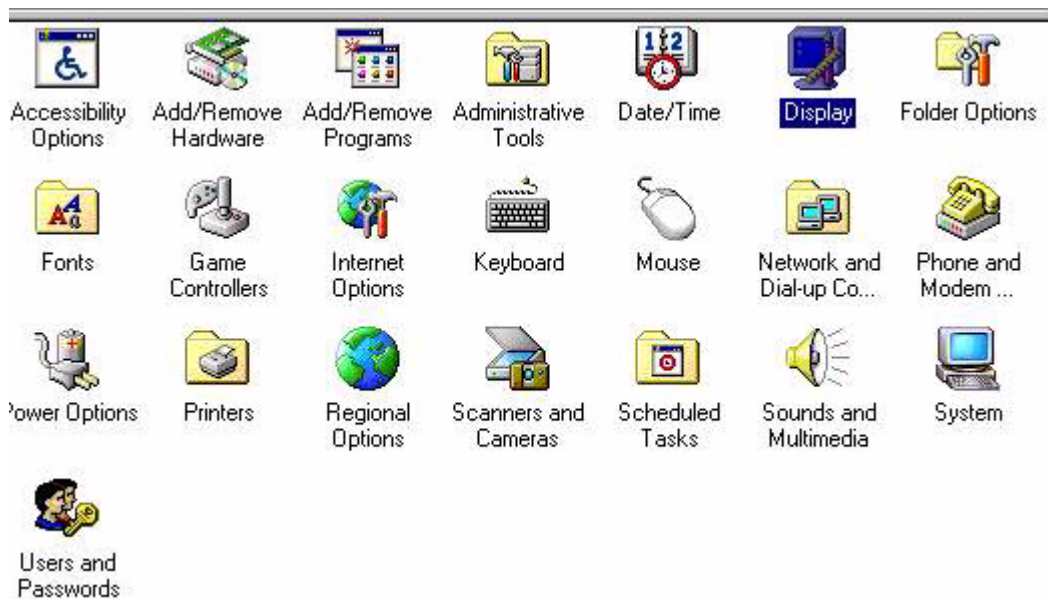 Accessibility Options
Add/Remove Hardware
Add/Remove Programs
Administrative Tools
Date/Time
Display
Folder Options
Fonts
Game Controllers
Internet Options
Keyboard
Mouse
Network and Dial-up Co...
Phone and Modem ...
Power Options
Printers
Regional Options
Scanners and Cameras
Scheduled Tasks
Sounds and Multimedia
System
Users and Passwords